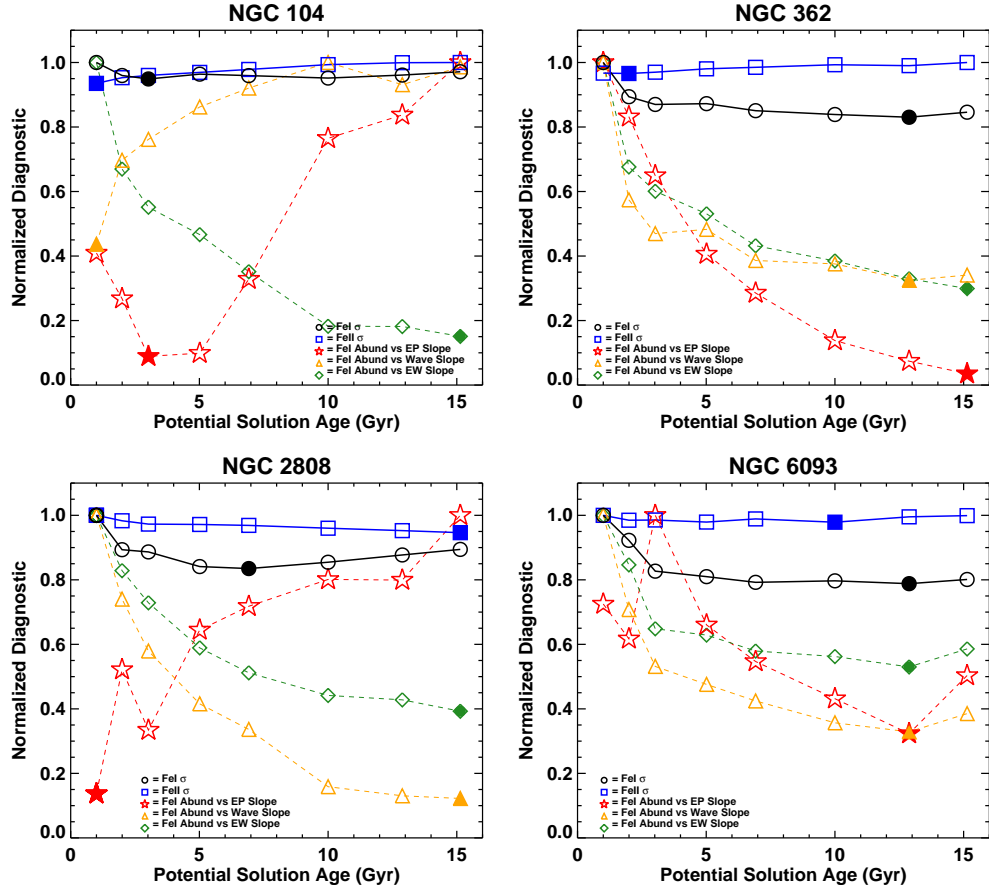 NGC 104
Normalized Diagnostic
1.0
0.8
0.6
0.4
0.2
0.0
= FeI σ
= FeII σ
= FeI Abund vs EP Slope
= FeI Abund vs Wave Slope
= FeI Abund vs EW Slope
0 5 10 15
Potential Solution Age (Gyr)
NGC 362
Normalized Diagnostic
1.0
0.8
0.6
0.4
0.2
0.0
= FeI σ
= FeII σ
= FeI Abund vs EP Slope
= FeI Abund vs Wave Slope
= FeI Abund vs EW Slope
0 5 10 15
Potential Solution Age (Gyr)
NGC 2808
Normalized Diagnostic
1.0
0.8
0.6
0.4
0.2
0.0
= FeI σ
= FeII σ
= FeI Abund vs EP Slope
= FeI Abund vs Wave Slope
= FeI Abund vs EW Slope
0 5 10 15
Potential Solution Age (Gyr)
NGC 6093
Normalized Diagnostic
1.0
0.8
0.6
0.4
0.2
0.0
= FeI σ
= FeII σ
= FeI Abund vs EP Slope
= FeI Abund vs Wave Slope
= FeI Abund vs EW Slope
0 5 10 15
Potential Solution Age (Gyr)